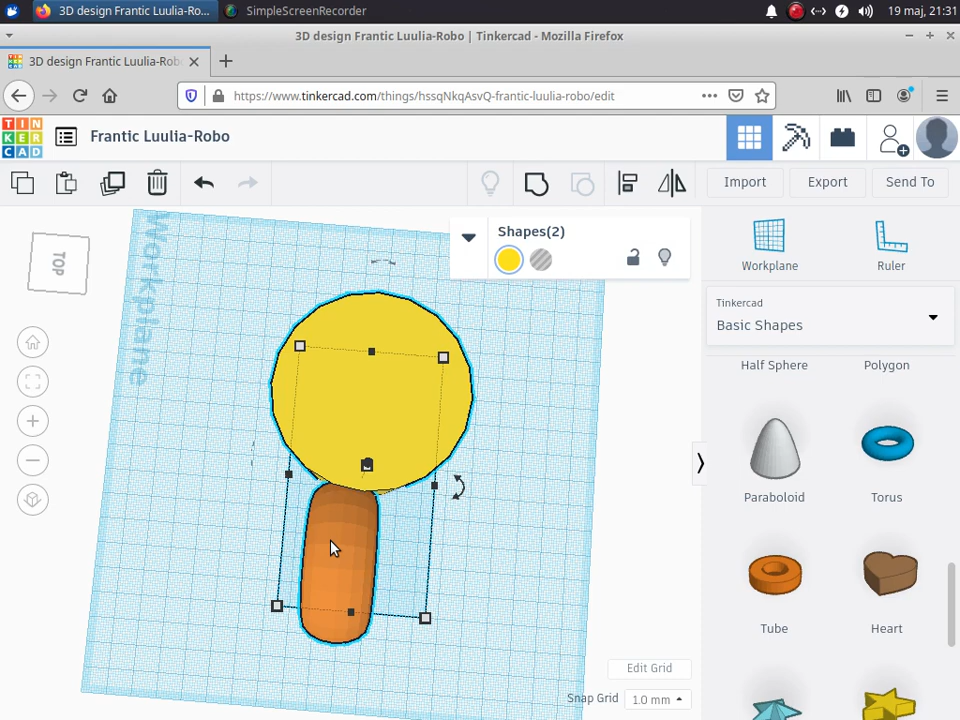 3D design Frantic Luulia-Ro...
SimpleScreenRecorder
19 maj, 21:31
3D design Frantic Luulia-Robo | Tinkercad - Mozilla Firefox
3D design Frantic Luulia-Rob
https://www.tinkercad.com/things/hssqNkqAsvQ-frantic-luulia-robo/edit
TIN
KER
CAD
Frantic Luulia-Robo
Import
Export
Send To
Workplane
TOP
Shapes(2)
Workplane
Ruler
Tinkercad
Basic Shapes
Half Sphere
Polygon
Paraboloid
Torus
Tube
Heart
Edit Grid
Snap Grid
1.0 mm